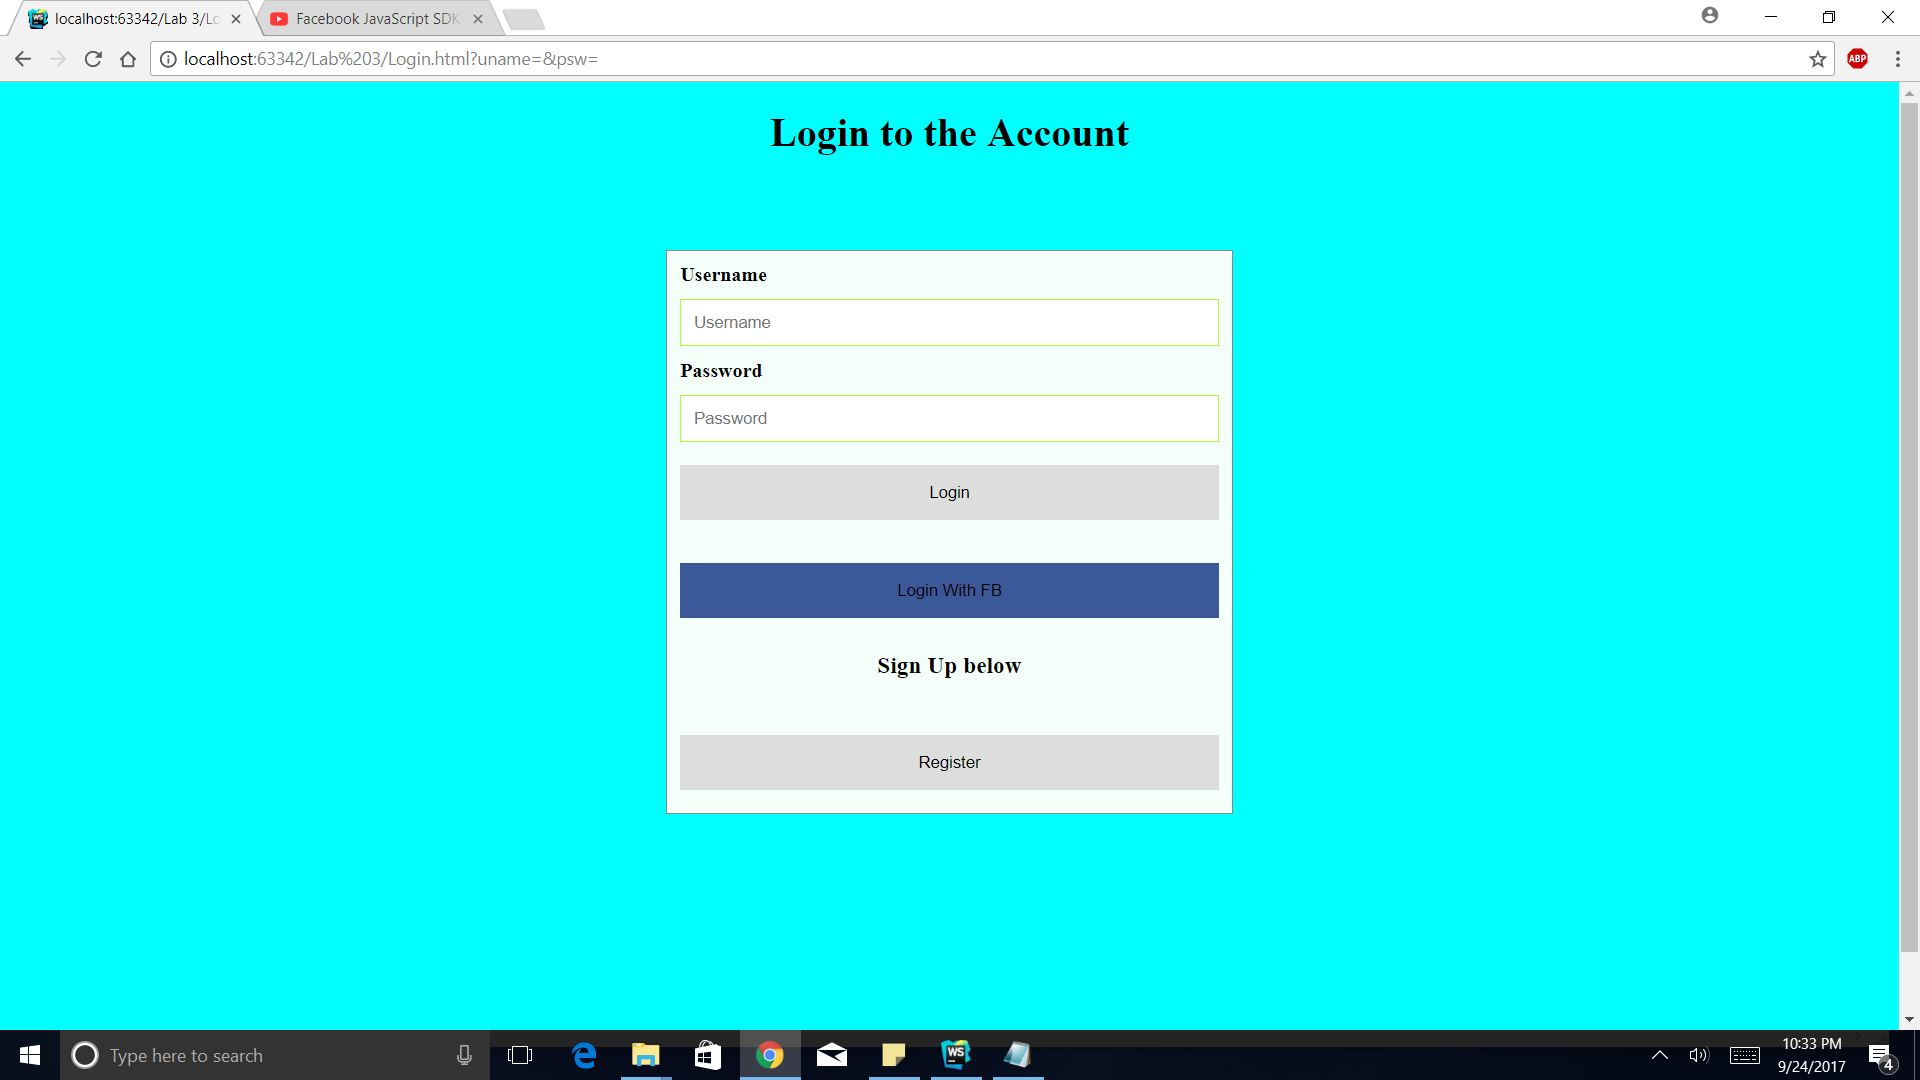 localhost:63342/Lab 3/Lo
Facebook JavaScript SDK
localhost:63342/Lab%203/Login.html?uname=&psw=
ABP
Login to the Account
Username
Username
Password
Password
Login
Login With FB
Sign Up below
Register
Type here to search
WS
10:33 PM
9/24/2017
4